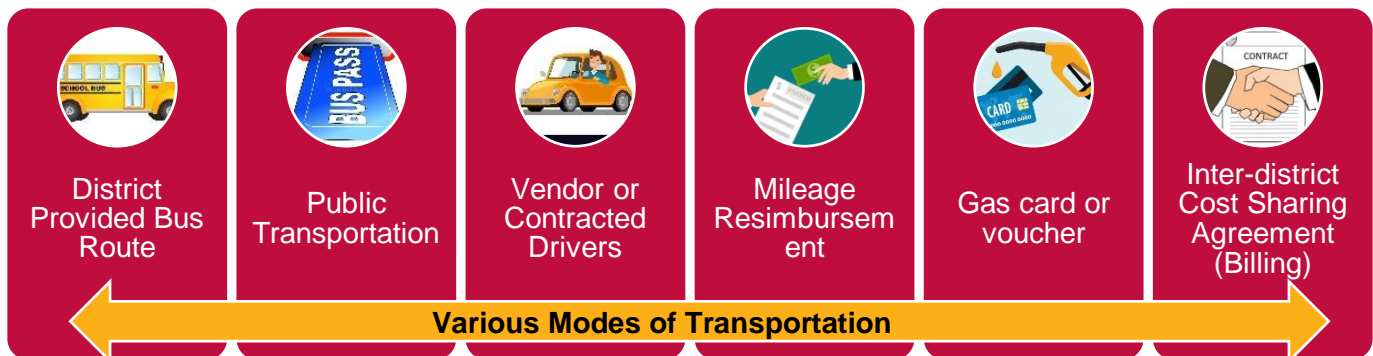 SCHOOL BUS
BUS PASS
$ INVOICE
CARD
CONTRACT
District
Provided Bus
Route
Public
Transportation
Vendor or
Contracted
Drivers
Mileage
Resimbursem
ent
Gas card or
voucher
Inter-district
Cost Sharing
Agreement
(Billing)
Various Modes of Transportation